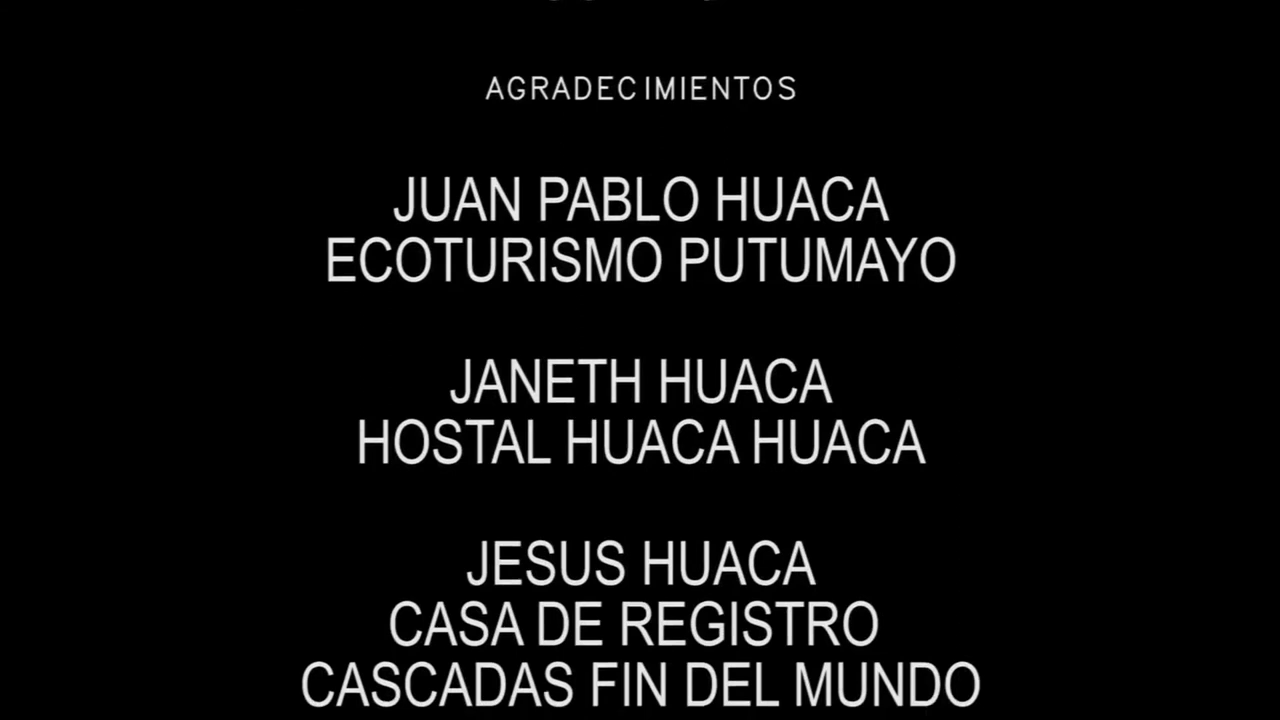 AGRADECIMIENTOS
JUAN PABLO HUACA
ECOTURISMO PUTUMAYO
JANETH HUACA
HOSTAL HUACA HUACA
JESUS HUACA
CASA DE REGISTRO
CASCADAS FIN DEL MUNDO